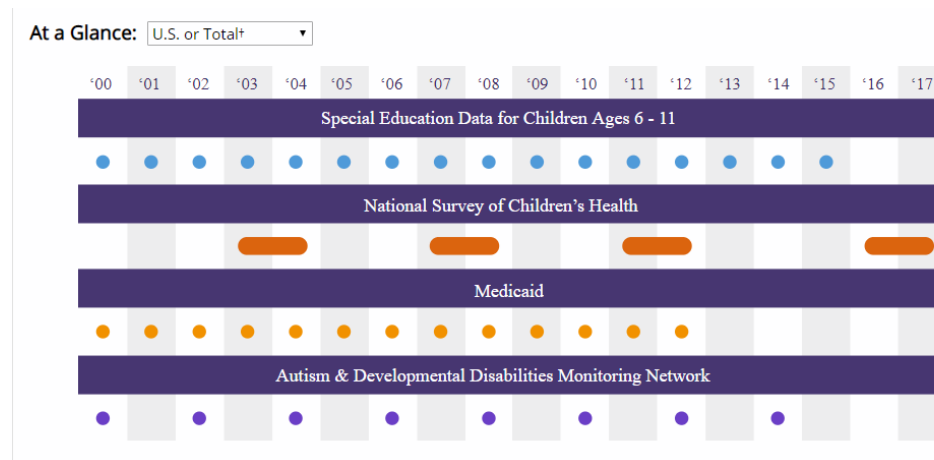 At a Glance: U.S. or Total†
‘00 ‘01 ‘02 ‘03 ‘04 ‘05 ‘06 ‘07 ‘08 ‘09 ‘10 ‘11 ‘12 ‘13 ‘14 ‘15 ‘16 ‘17
Special Education Data for Children Ages 6 - 11
National Survey of Children’s Health
Medicaid
Autism & Developmental Disabilities Monitoring Network